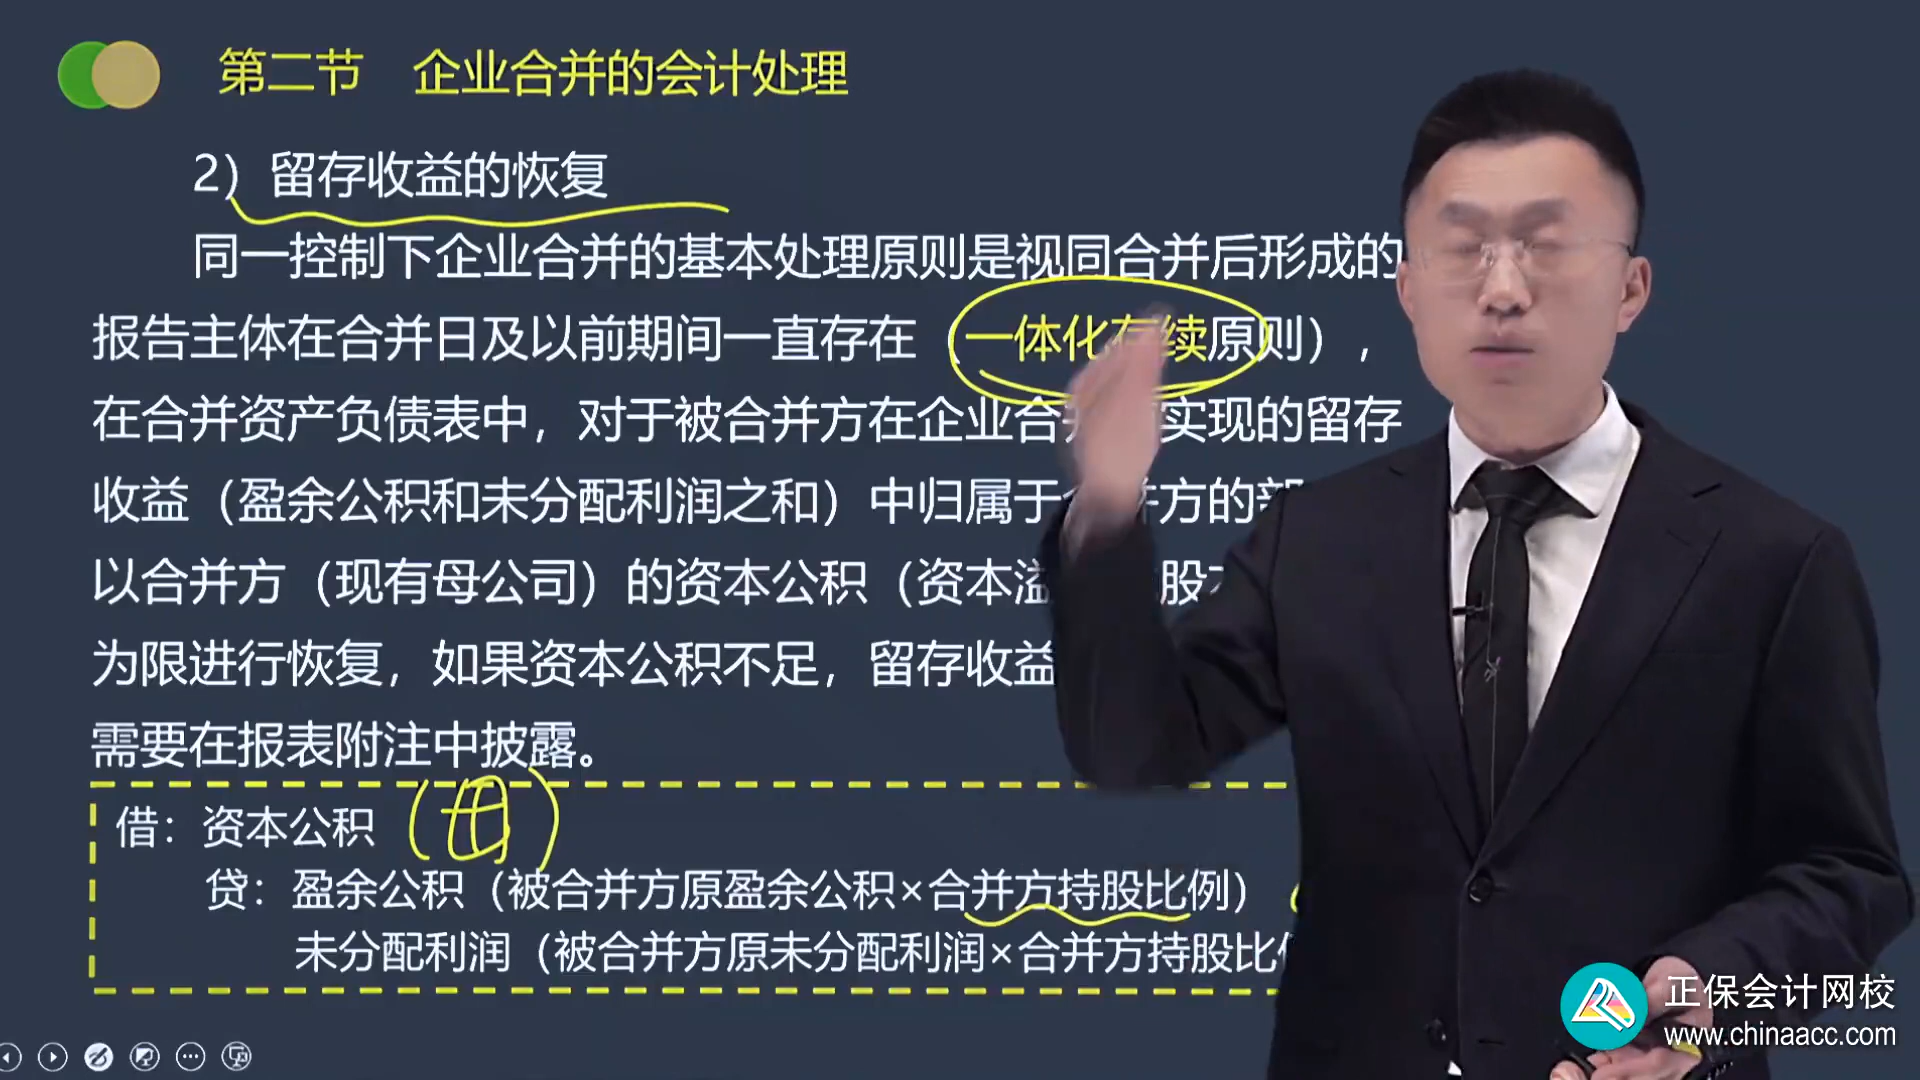 第二节 企业合并的会计处理
2）留存收益的恢复
同一控制下企业合并的基本处理原则是视同合并后形成的
报告主体在合并日及以前期间一直存在（一体化存续原则），
在合并资产负债表中，对于被合并方在企业合 实现的留存
收益（盈余公积和未分配利润之和）中归属于合并方的部
以合并方（现有母公司）的资本公积（资本溢 股本
为限进行恢复，如果资本公积不足，留存收益
需要在报表附注中披露。
借：资本公积（母）
贷：盈余公积（被合并方原盈余公积×合并方持股比例）
未分配利润（被合并方原未分配利润×合并方持股比例
正保会计网校
www.chinaacc.com